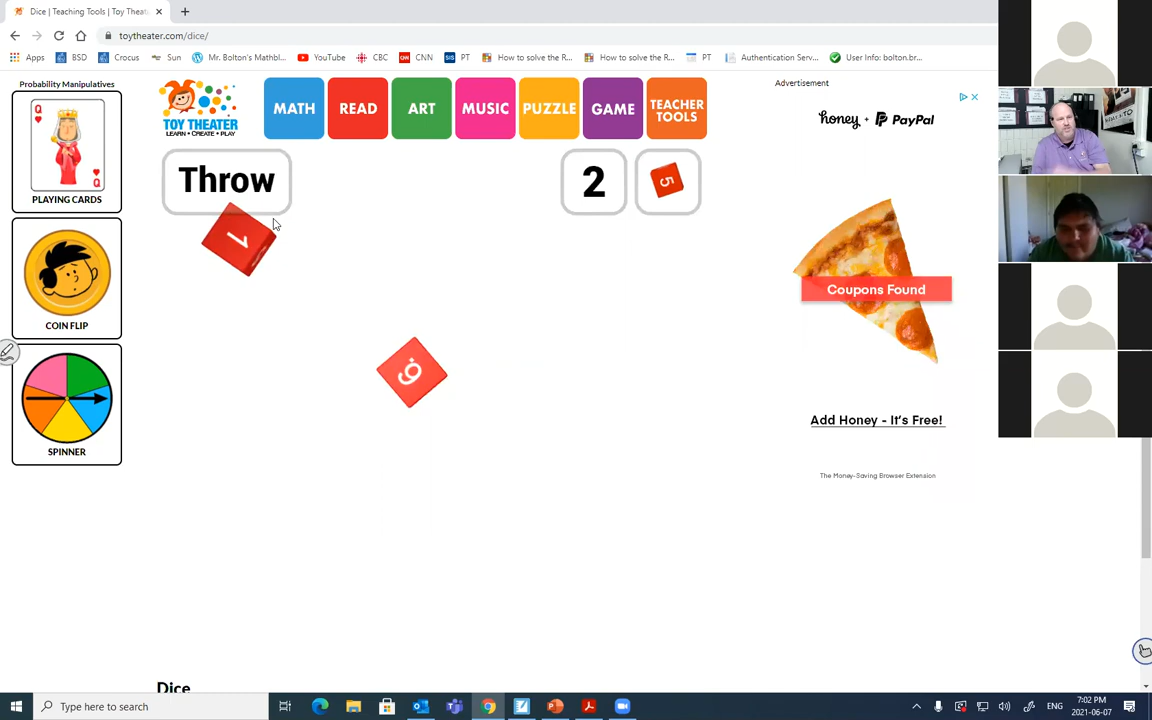 Dice | Teaching Tools | Toy Theat
toytheater.com/dice/
Apps BSD Crocus Sun Mr. Bolton's Mathbl... YouTube CBC CNN SIS PT How to solve the R... How to solve the R... PT Authentication Serv... User Info: bolton.br...
Probability Manipulatives
Q
Q
PLAYING CARDS
COIN FLIP
SPINNER
TOY THEATER
LEARN • CREATE • PLAY
MATH READ ART MUSIC PUZZLE GAME TEACHER TOOLS
Throw
2
5
1
6
Advertisement
honey + PayPal
Coupons Found
Add Honey - It's Free!
The Money-Saving Browser Extension
Dice
Type here to search
ENG
7:02 PM
2021-06-07